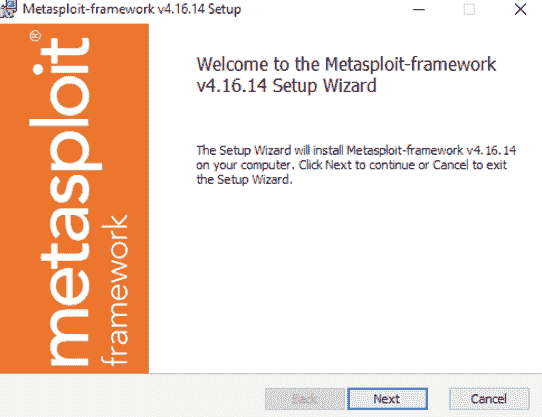 Metasploit-framework v4.16.14 Setup
Welcome to the Metasploit-framework
v4.16.14 Setup Wizard
The Setup Wizard will install Metasploit-framework v4.16.14
on your computer. Click Next to continue or Cancel to exit
the Setup Wizard.
metasploit®
framework
Back
Next
Cancel